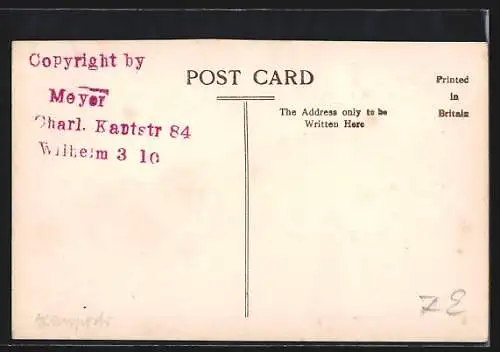 Copyright by
Meyer
Charl. Kantstr 84
Wilhelm 3 10
POST CARD
The Address only to be
Written Here
Printed
in
Britain
7 E